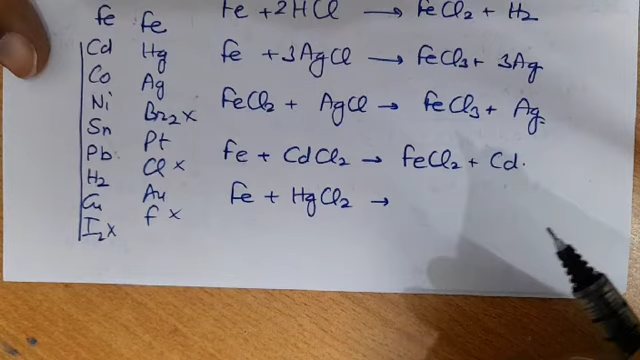 Fe Fe Fe + 2HCl → FeCl2 + H2
Cd Hg Fe + 3AgCl → FeCl3 + 3Ag
Co Ag
Ni Br2 x FeCl2 + AgCl → FeCl3 + Ag
Sn Pt
Pb Cl x Fe + CdCl2 → FeCl2 + Cd.
H2 Au
Cu F x Fe + HgCl2 →
I2 x